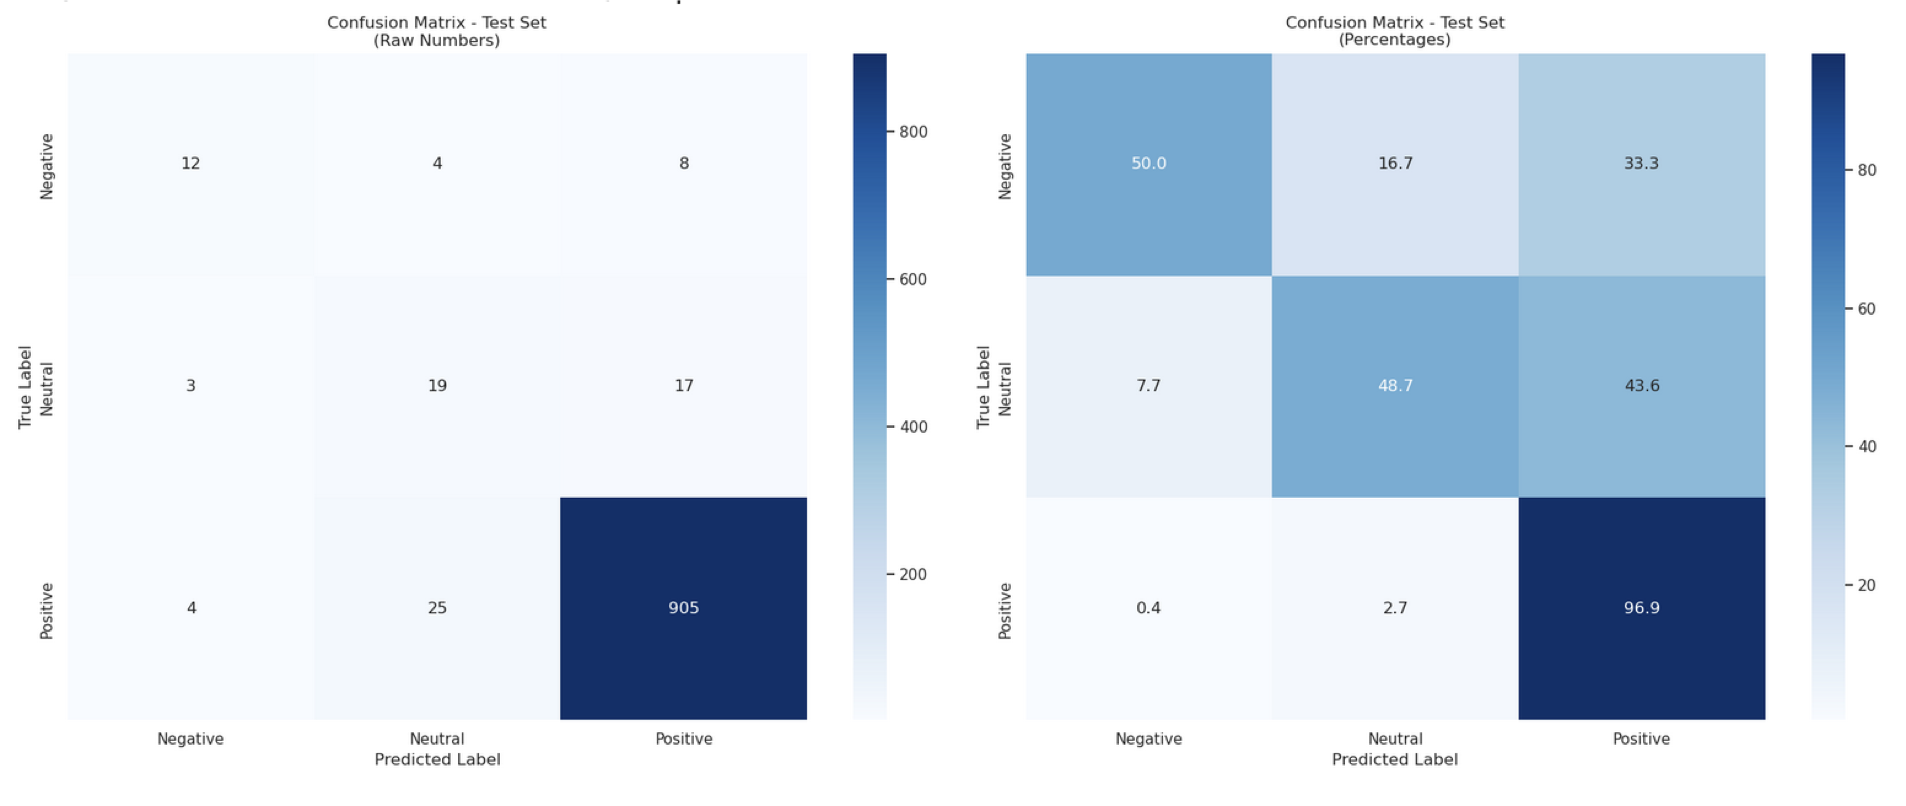 Confusion Matrix - Test Set
(Raw Numbers)
True Label
Negative
Neutral
Positive
12 4 8
3 19 17
4 25 905
Negative Neutral Positive
Predicted Label
800
600
400
200
Confusion Matrix - Test Set
(Percentages)
True Label
Negative
Neutral
Positive
50.0 16.7 33.3
7.7 48.7 43.6
0.4 2.7 96.9
Negative Neutral Positive
Predicted Label
80
60
40
20